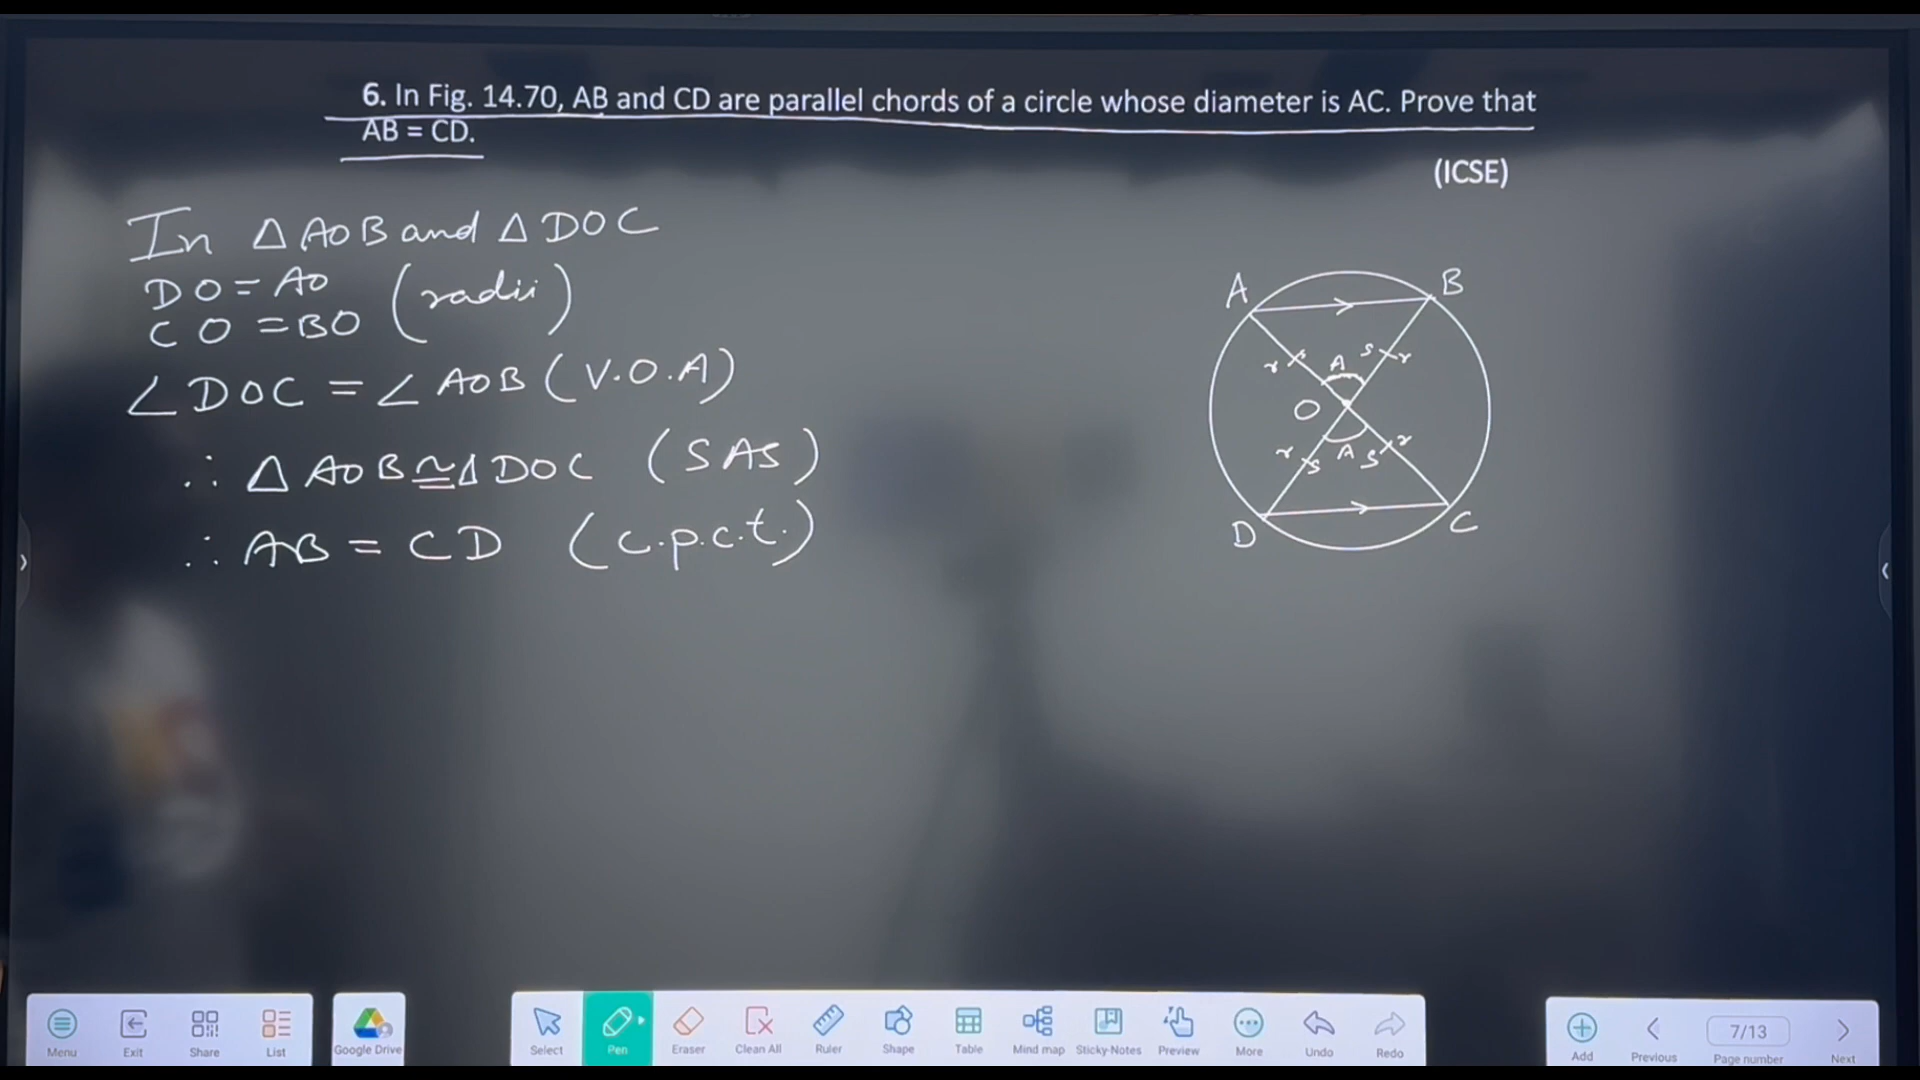 6. In Fig. 14.70, AB and CD are parallel chords of a circle whose diameter is AC. Prove that
AB = CD.
(ICSE)
In △ AOB and △ DOC
DO = AO
CO = BO (radii)
∠ DOC = ∠ AOB (V.O.A)
∴ △ AOB ≅ △ DOC (SAS)
∴ AB = CD (c.p.c.t.)
A B
r s A s r
O
r s A s r
D C
Menu Exit Share List Google Drive Select Pen Eraser Clean All Ruler Shape Table Mind map Sticky-Notes Preview More Undo Redo Add Previous 7/13 Page number Next